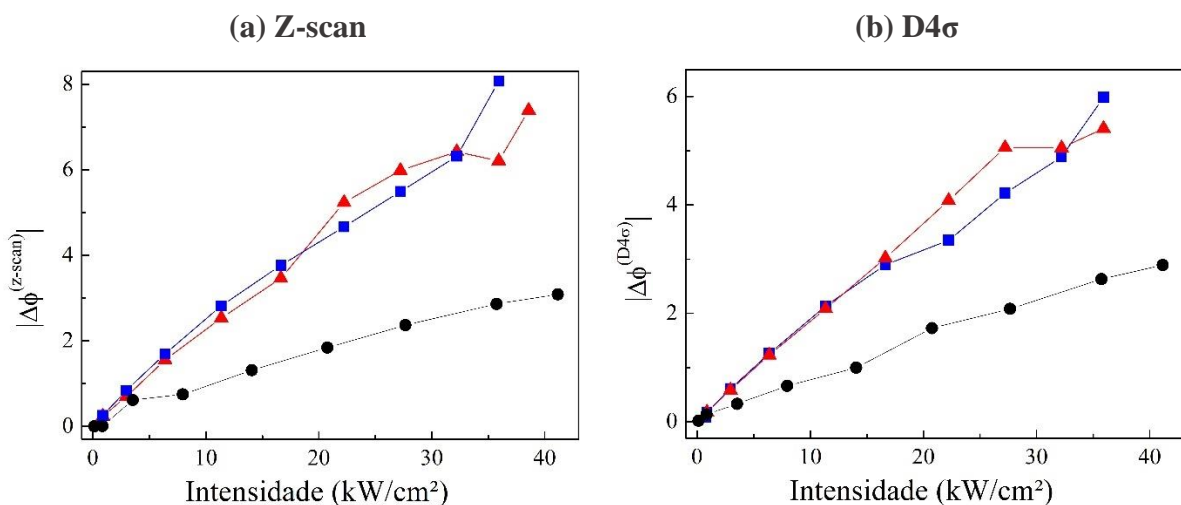 (a) Z-scan
(b) D4σ
|Δϕ^(Z-scan)|
8
6
4
2
0
0 10 20 30 40
Intensidade (kW/cm²)
|Δϕ^(D4σ)|
6
4
2
0
0 10 20 30 40
Intensidade (kW/cm²)